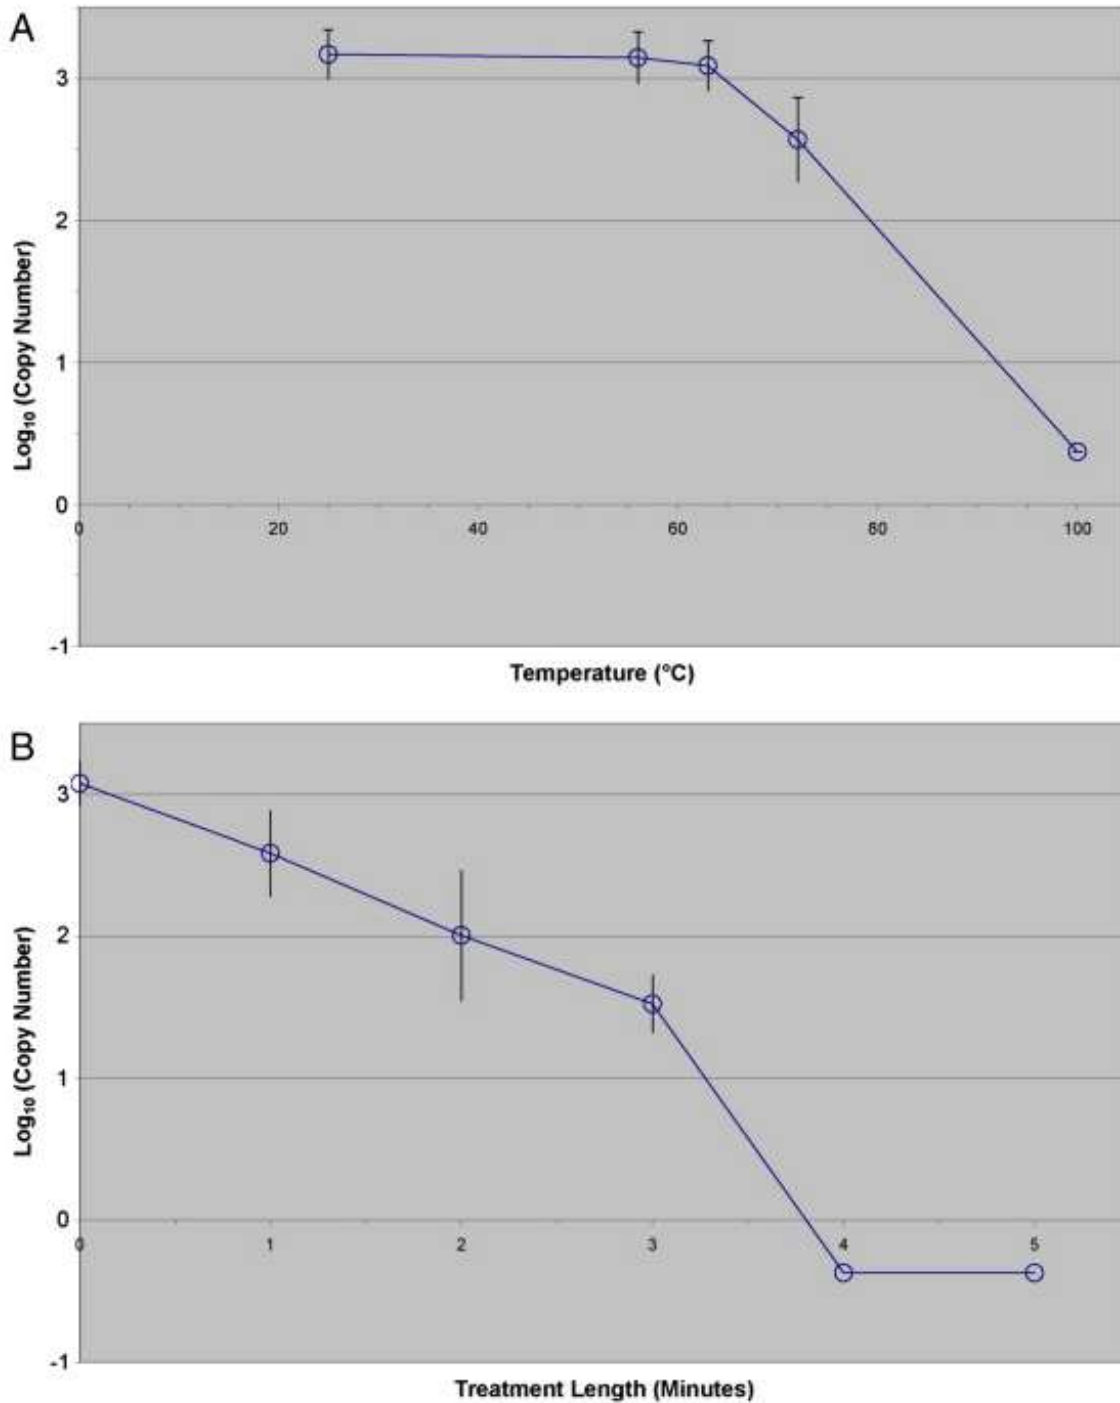 A
3
2
1
0
-1
Log₁₀ (Copy Number)
0 20 40 60 80 100
Temperature (°C)
B
3
2
1
0
-1
Log₁₀ (Copy Number)
0 1 2 3 4 5
Treatment Length (Minutes)